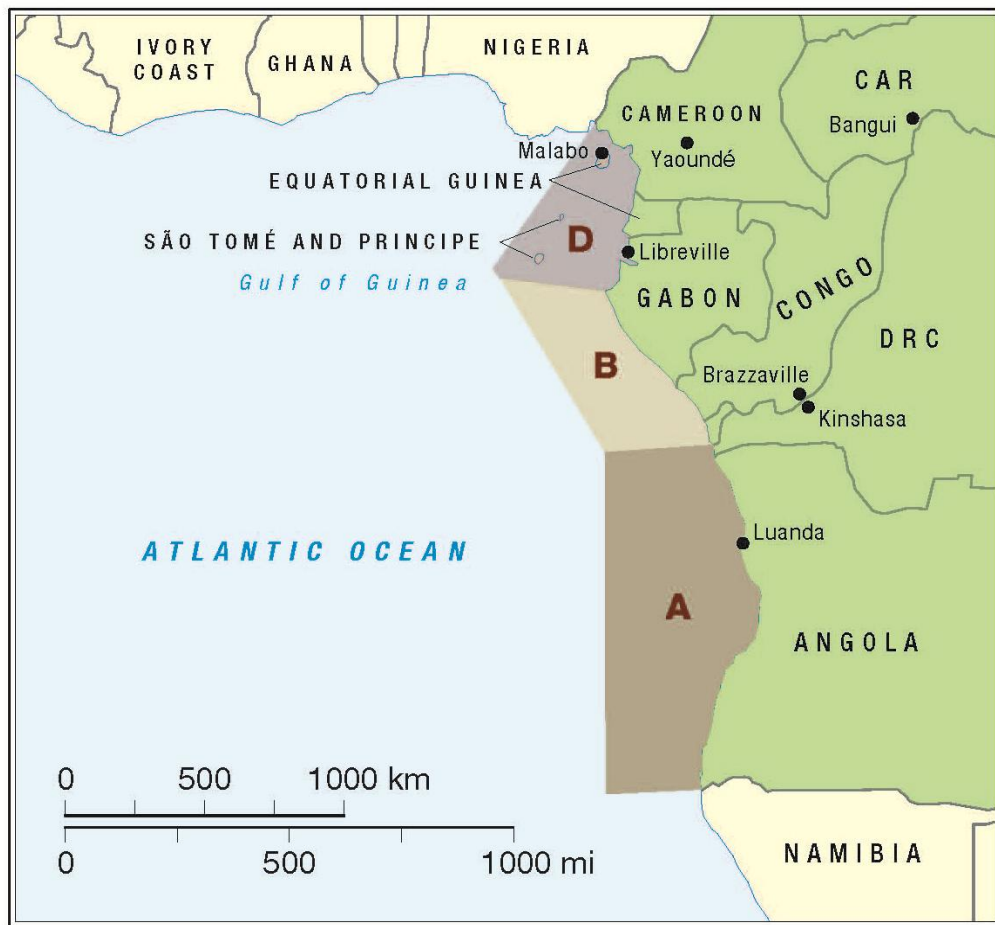 IVORY
COAST
GHANA
NIGERIA
CAR
Bangui
CAMEROON
Yaoundé
Malabo
EQUATORIAL GUINEA
SÃO TOMÉ AND PRINCIPE
D
Libreville
Gulf of Guinea
GABON
CONGO
DRC
B
Brazzaville
Kinshasa
ATLANTIC OCEAN
Luanda
A
ANGOLA
0 500 1000 km
0 500 1000 mi
NAMIBIA